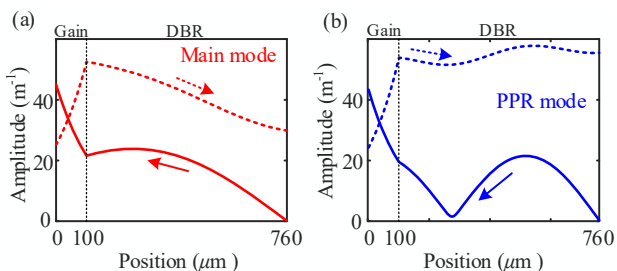 (a)
Gain
DBR
Main mode
Amplitude (m⁻¹)
40
20
0
0
100
760
Position (μm)
(b)
Gain
DBR
PPR mode
Amplitude (m⁻¹)
40
20
0
0
100
760
Position (μm)